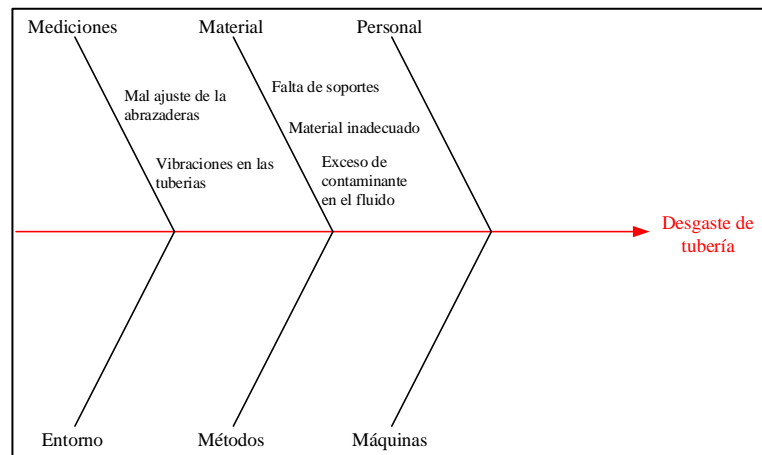 Mediciones
Material
Personal
Mal ajuste de la
abrazaderas
Vibraciones en las
tuberias
Falta de soportes
Material inadecuado
Exceso de
contaminante
en el fluido
Desgaste de
tubería
Entorno
Métodos
Máquinas